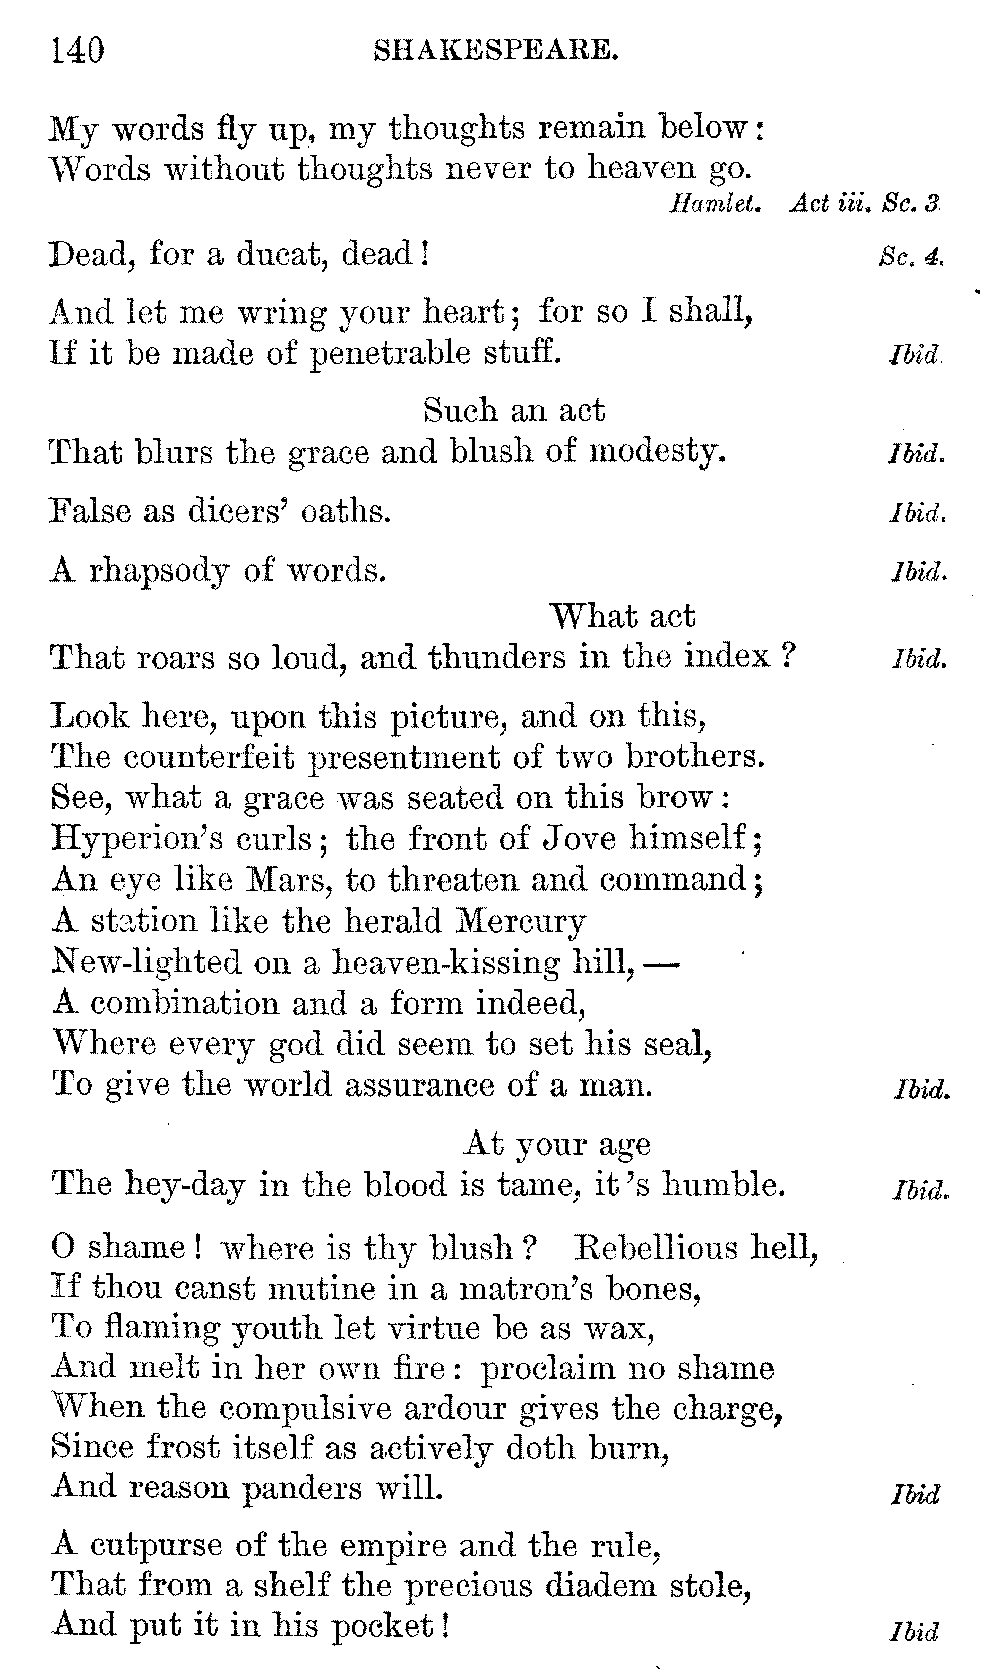 140 SHAKESPEARE.
My words fly up, my thoughts remain below:
Words without thoughts never to heaven go.
Hamlet. Act iii. Sc. 3.
Dead, for a ducat, dead! Sc. 4.
And let me wring your heart; for so I shall,
If it be made of penetrable stuff. Ibid.
Such an act
That blurs the grace and blush of modesty. Ibid.
False as dicers' oaths. Ibid.
A rhapsody of words. Ibid.
What act
That roars so loud, and thunders in the index? Ibid.
Look here, upon this picture, and on this,
The counterfeit presentment of two brothers.
See, what a grace was seated on this brow:
Hyperion's curls; the front of Jove himself;
An eye like Mars, to threaten and command;
A station like the herald Mercury
New-lighted on a heaven-kissing hill, —
A combination and a form indeed,
Where every god did seem to set his seal,
To give the world assurance of a man. Ibid.
At your age
The hey-day in the blood is tame, it's humble. Ibid.
O shame! where is thy blush? Rebellious hell,
If thou canst mutine in a matron's bones,
To flaming youth let virtue be as wax,
And melt in her own fire: proclaim no shame
When the compulsive ardour gives the charge,
Since frost itself as actively doth burn,
And reason panders will. Ibid
A cutpurse of the empire and the rule,
That from a shelf the precious diadem stole,
And put it in his pocket! Ibid